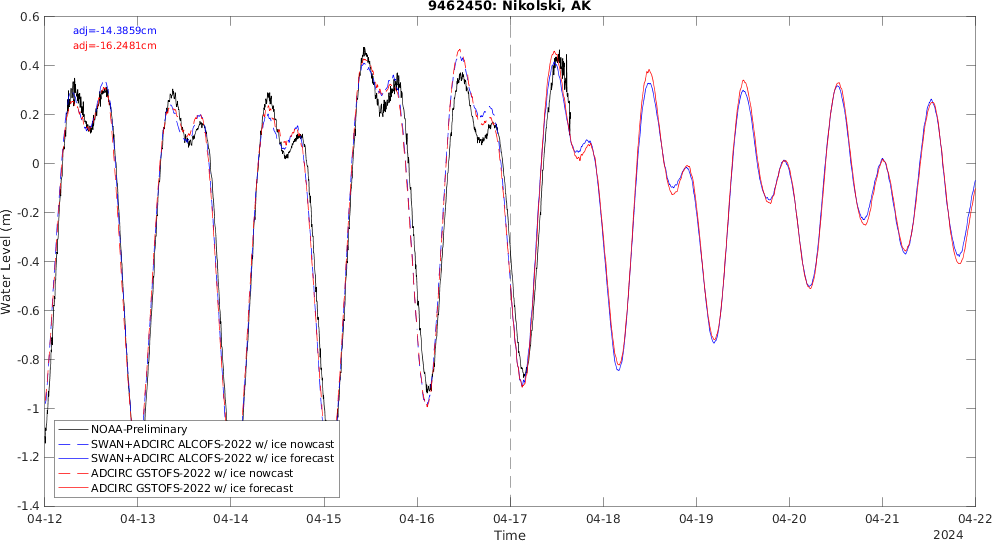 9462450: Nikolski, AK
adj=-14.3859cm
adj=-16.2481cm
Water Level (m)
0.6
0.4
0.2
0
-0.2
-0.4
-0.6
-0.8
-1
-1.2
-1.4
NOAA-Preliminary
SWAN+ADCIRC ALCOFS-2022 w/ ice nowcast
SWAN+ADCIRC ALCOFS-2022 w/ ice forecast
ADCIRC GSTOFS-2022 w/ ice nowcast
ADCIRC GSTOFS-2022 w/ ice forecast
04-12 04-13 04-14 04-15 04-16 04-17 04-18 04-19 04-20 04-21 04-22
Time
2024